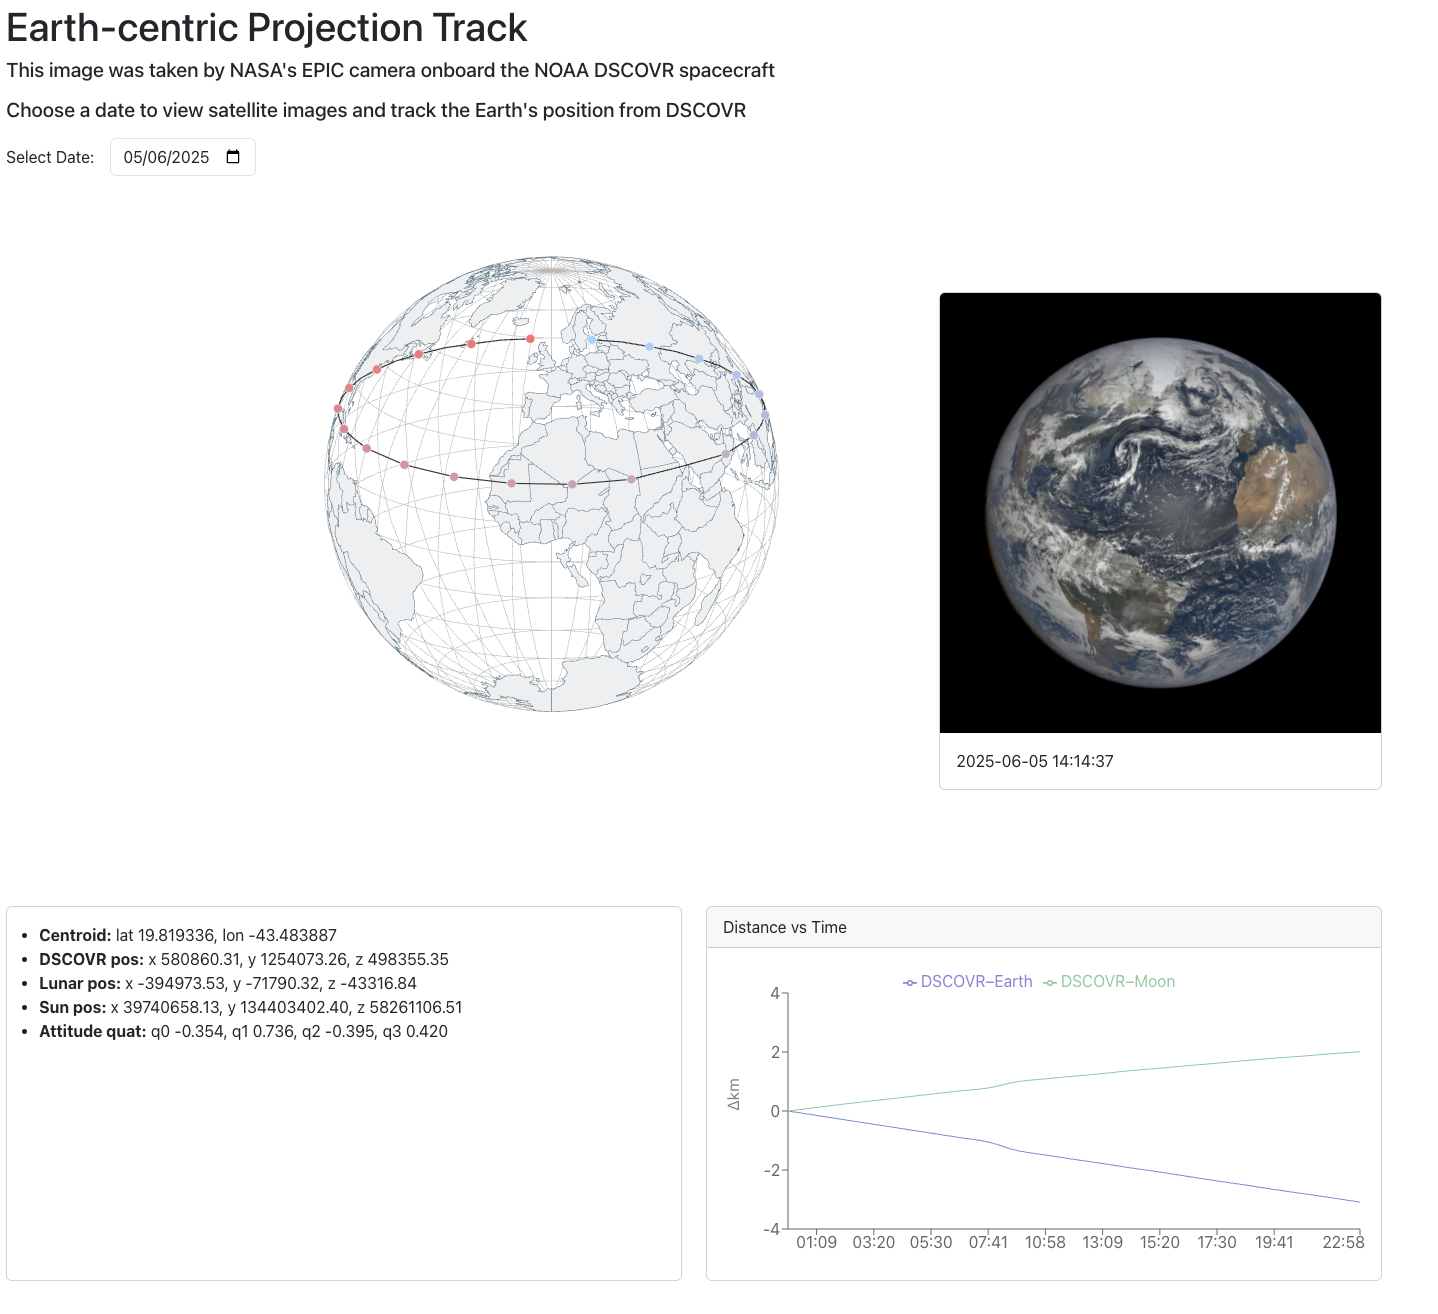 Earth-centric Projection Track
This image was taken by NASA's EPIC camera onboard the NOAA DSCOVR spacecraft
Choose a date to view satellite images and track the Earth's position from DSCOVR
Select Date: 05/06/2025
2025-06-05 14:14:37
Centroid: lat 19.819336, lon -43.483887
DSCOVR pos: x 580860.31, y 1254073.26, z 498355.35
Lunar pos: x -394973.53, y -71790.32, z -43316.84
Sun pos: x 39740658.13, y 134403402.40, z 58261106.51
Attitude quat: q0 -0.354, q1 0.736, q2 -0.395, q3 0.420
Distance vs Time
DSCOVR–Earth DSCOVR–Moon
4
2
0
-2
-4
Δkm
01:09 03:20 05:30 07:41 10:58 13:09 15:20 17:30 19:41 22:58